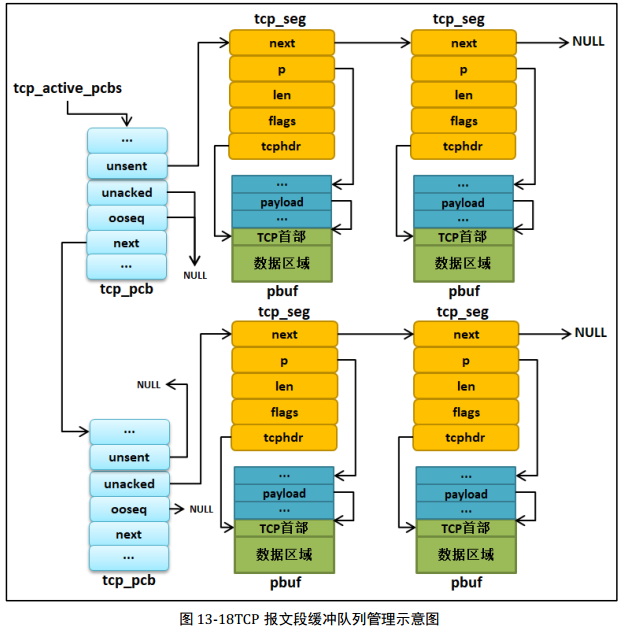 tcp_seg
tcp_seg
next
next
NULL
p
p
len
len
flags
flags
tcphdr
tcphdr
tcp_active_pcbs
...
unsent
unacked
ooseq
next
...
tcp_pcb
NULL
...
payload
...
TCP首部
数据区域
pbuf
...
payload
...
TCP首部
数据区域
pbuf
tcp_seg
tcp_seg
next
next
NULL
p
p
len
len
flags
flags
tcphdr
tcphdr
NULL
...
unsent
unacked
ooseq
NULL
next
...
tcp_pcb
...
payload
...
TCP首部
数据区域
pbuf
...
payload
...
TCP首部
数据区域
pbuf
图 13-18TCP 报文段缓冲队列管理示意图